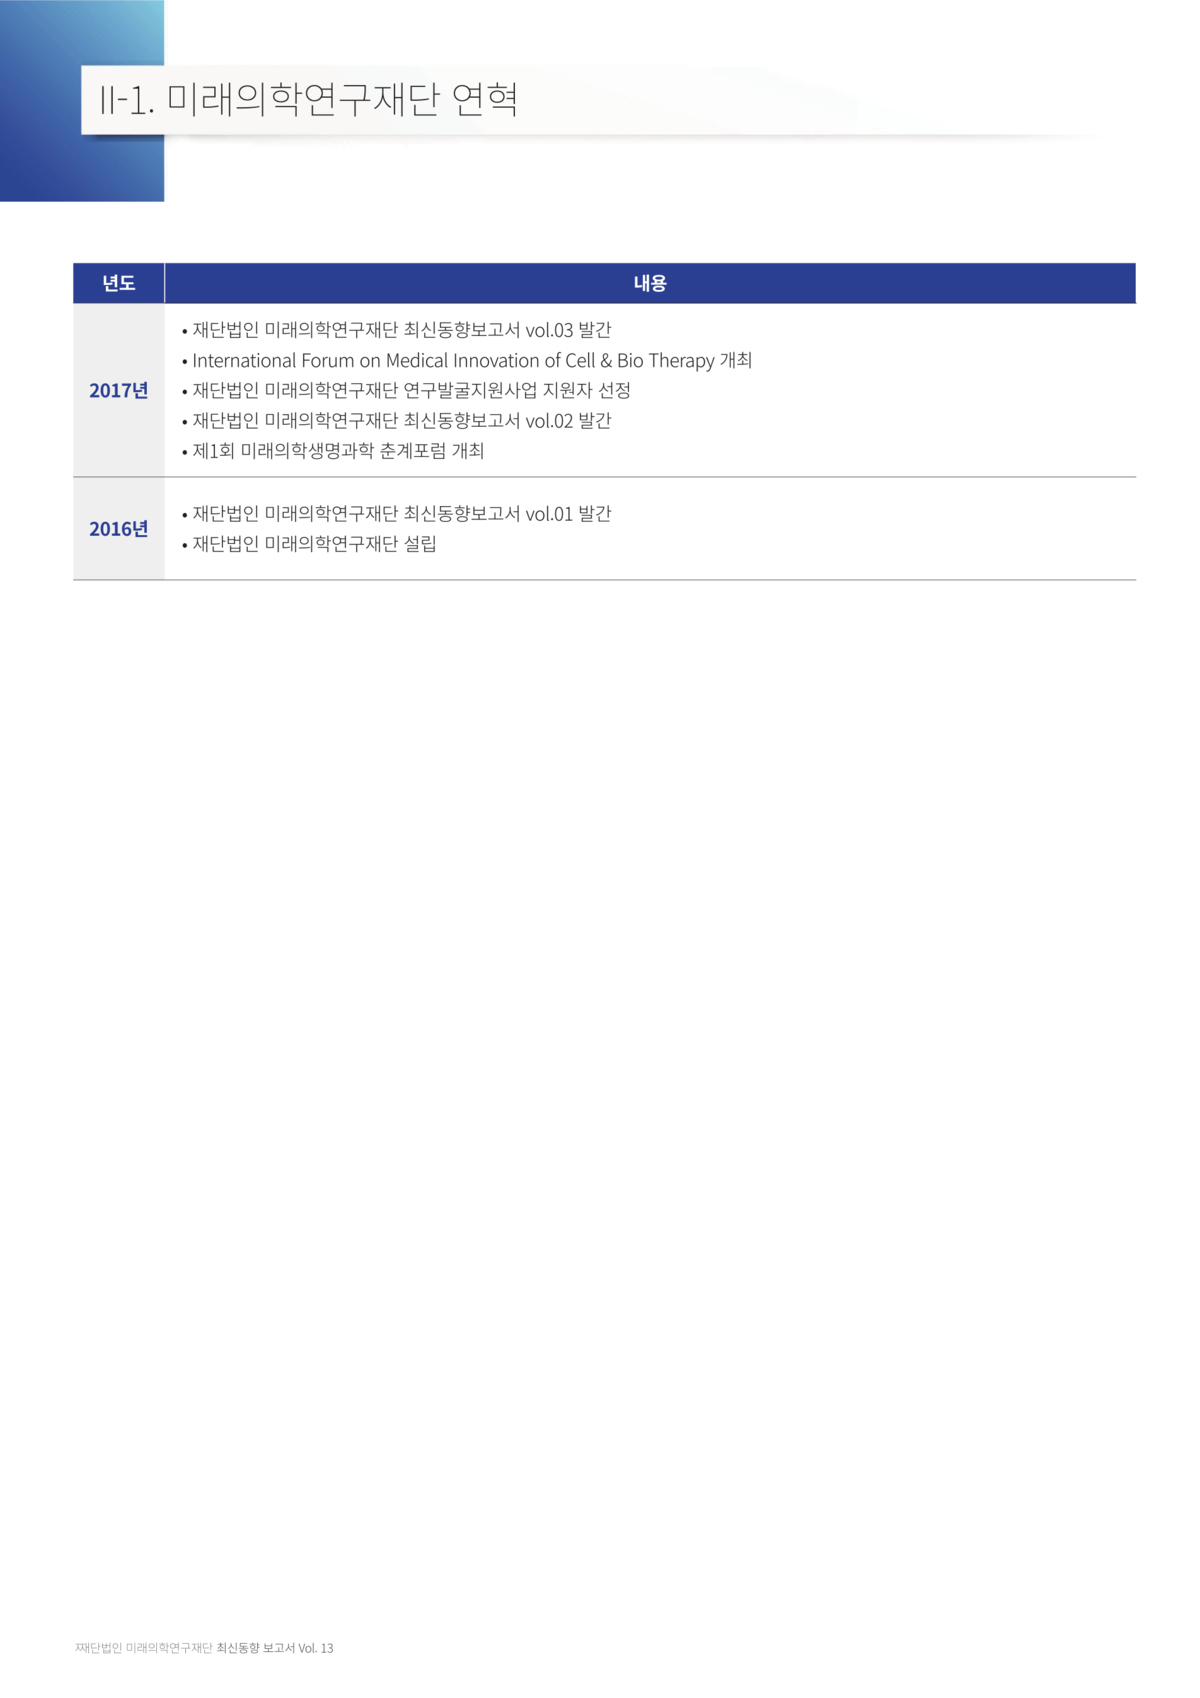 II-1. 미래의학연구재단 연혁
년도 내용
2017년
• 재단법인 미래의학연구재단 최신동향보고서 vol.03 발간
• International Forum on Medical Innovation of Cell & Bio Therapy 개최
• 재단법인 미래의학연구재단 연구발굴지원사업 지원자 선정
• 재단법인 미래의학연구재단 최신동향보고서 vol.02 발간
• 제1회 미래의학생명과학 춘계포럼 개최
2016년
• 재단법인 미래의학연구재단 최신동향보고서 vol.01 발간
• 재단법인 미래의학연구재단 설립
재단법인 미래의학연구재단 최신동향 보고서 Vol. 13